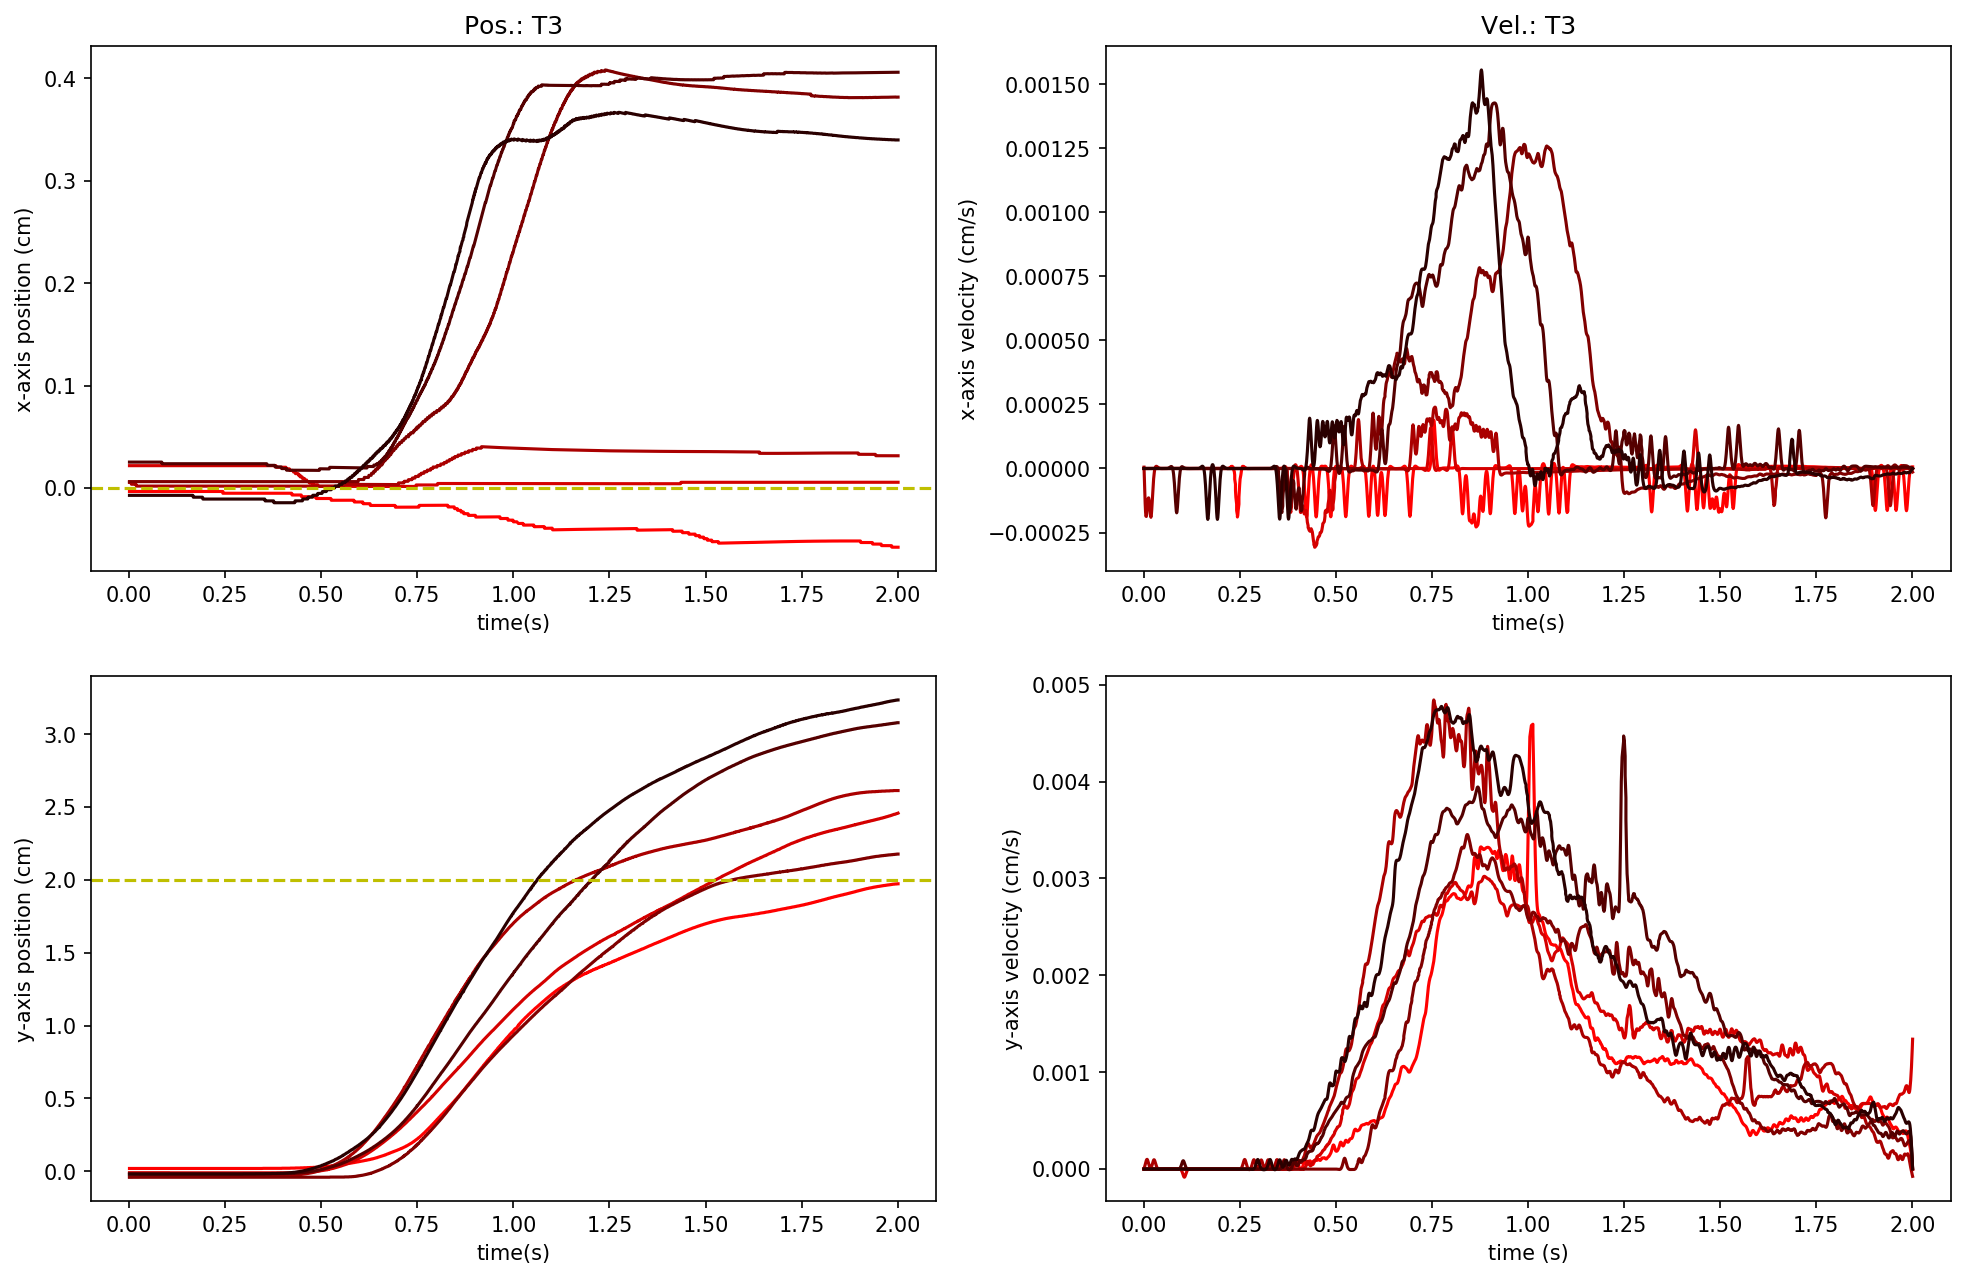 Pos.: T3
x-axis position (cm)
0.4
0.3
0.2
0.1
0.0
0.00 0.25 0.50 0.75 1.00 1.25 1.50 1.75 2.00
time(s)
Vel.: T3
x-axis velocity (cm/s)
0.00150
0.00125
0.00100
0.00075
0.00050
0.00025
0.00000
−0.00025
0.00 0.25 0.50 0.75 1.00 1.25 1.50 1.75 2.00
time(s)
y-axis position (cm)
3.0
2.5
2.0
1.5
1.0
0.5
0.0
0.00 0.25 0.50 0.75 1.00 1.25 1.50 1.75 2.00
time(s)
y-axis velocity (cm/s)
0.005
0.004
0.003
0.002
0.001
0.000
0.00 0.25 0.50 0.75 1.00 1.25 1.50 1.75 2.00
time (s)